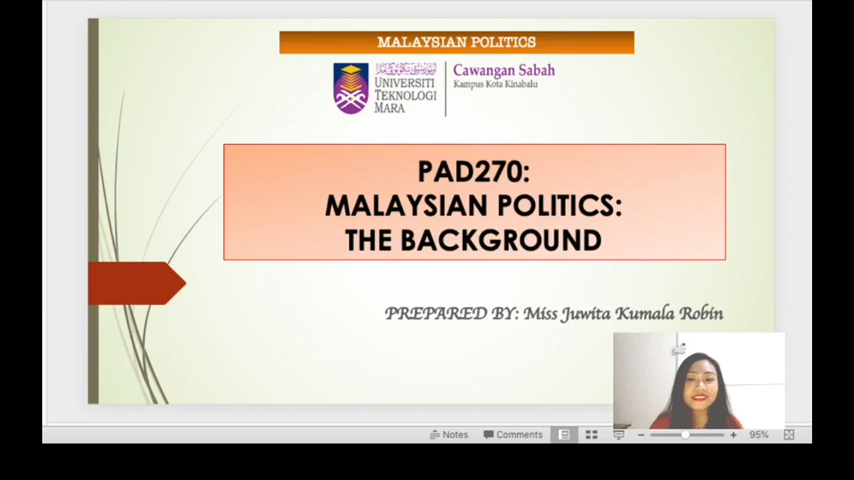 MALAYSIAN POLITICS
UNIVERSITI
TEKNOLOGI
MARA
Cawangan Sabah
Kampus Kota Kinabalu
PAD270:
MALAYSIAN POLITICS:
THE BACKGROUND
PREPARED BY: Miss Juwita Kumala Robin
Notes
Comments
95%